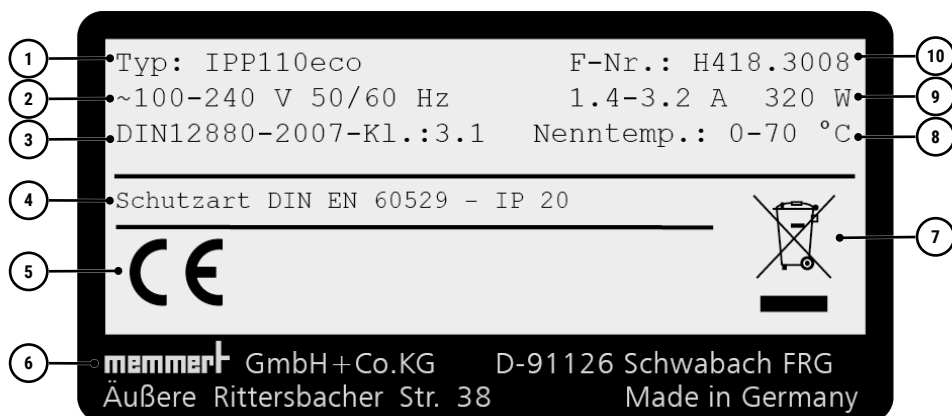 1 Typ: IPP110eco F-Nr.: H418.3008 10
2 ~100-240 V 50/60 Hz 1.4-3.2 A 320 W 9
3 DIN12880-2007-Kl.:3.1 Nenntemp.: 0-70 °C 8
4 Schutzart DIN EN 60529 - IP 20
7
5 CE
6 memmert GmbH+Co.KG D-91126 Schwabach FRG
Äußere Rittersbacher Str. 38 Made in Germany